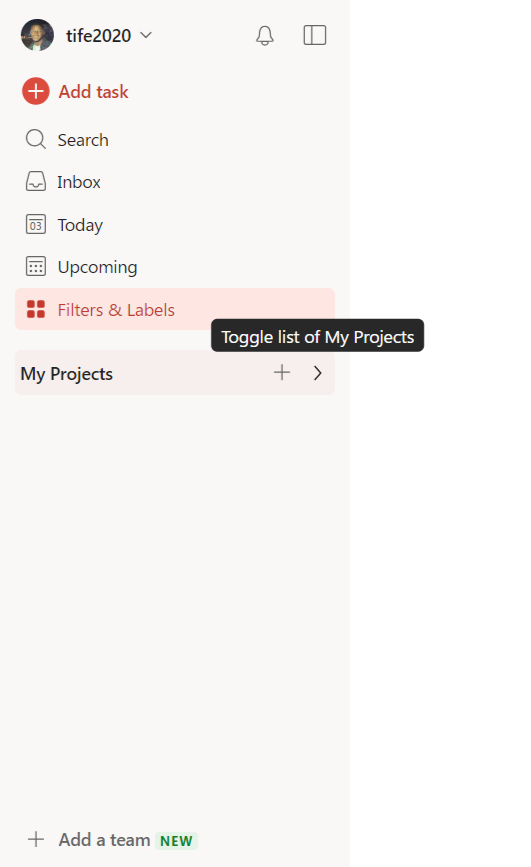 tife2020
Add task
Search
Inbox
03
Today
Upcoming
Filters & Labels
Toggle list of My Projects
My Projects
Add a team NEW